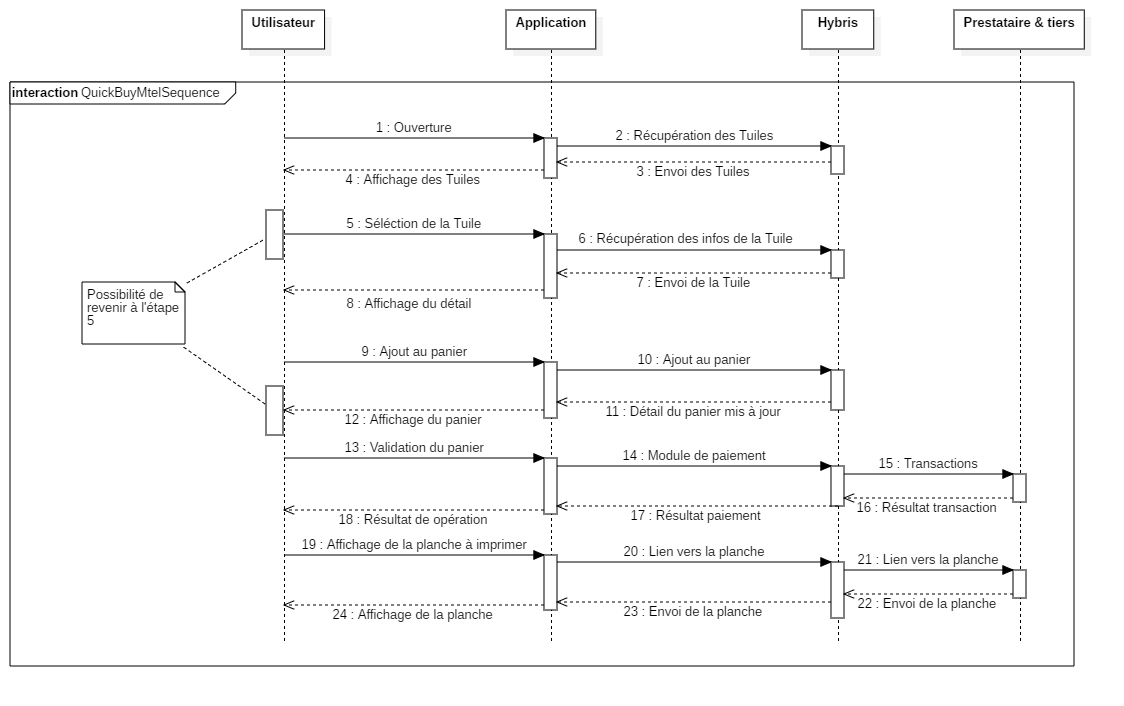 Utilisateur
Application
Hybris
Prestataire & tiers
interaction QuickBuyMtelSequence
1 : Ouverture
2 : Récupération des Tuiles
3 : Envoi des Tuiles
4 : Affichage des Tuiles
5 : Séléction de la Tuile
6 : Récupération des infos de la Tuile
7 : Envoi de la Tuile
8 : Affichage du détail
Possibilité de
revenir à l'étape
5
9 : Ajout au panier
10 : Ajout au panier
11 : Détail du panier mis à jour
12 : Affichage du panier
13 : Validation du panier
14 : Module de paiement
15 : Transactions
16 : Résultat transaction
17 : Résultat paiement
18 : Résultat de opération
19 : Affichage de la planche à imprimer
20 : Lien vers la planche
21 : Lien vers la planche
22 : Envoi de la planche
23 : Envoi de la planche
24 : Affichage de la planche